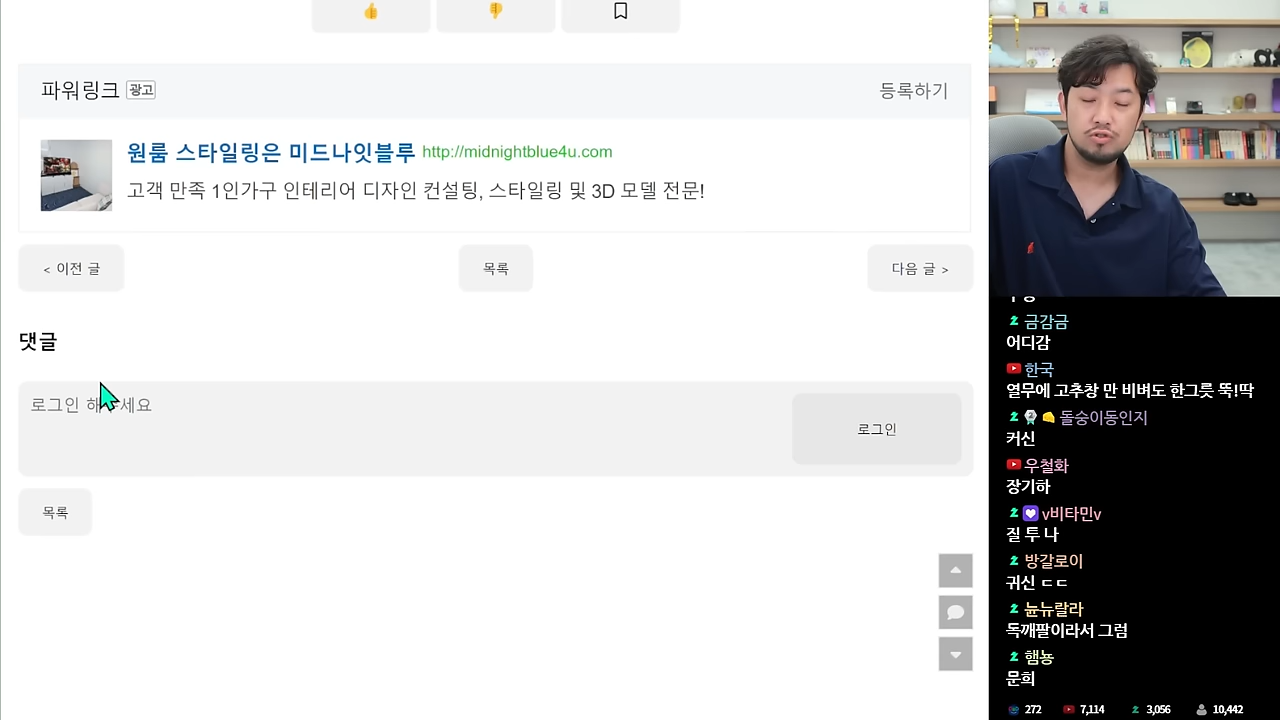 파워링크 광고
등록하기
원룸 스타일링은 미드나잇블루 http://midnightblue4u.com
고객 만족 1인가구 인테리어 디자인 컨설팅, 스타일링 및 3D 모델 전문!
< 이전 글
목록
다음 글 >
댓글
로그인 해 세요
로그인
목록
금감금
어디감
한국
열무에 고추창 만 비벼도 한그릇 뚝!딱
돌숭이동인지
커신
우철화
장기하
v비타민v
질 투 나
방갈로이
귀신 ㄷㄷ
뉸뉴랄라
독깨팔이라서 그럼
햄뇽
문희
272
7,114
3,056
10,442